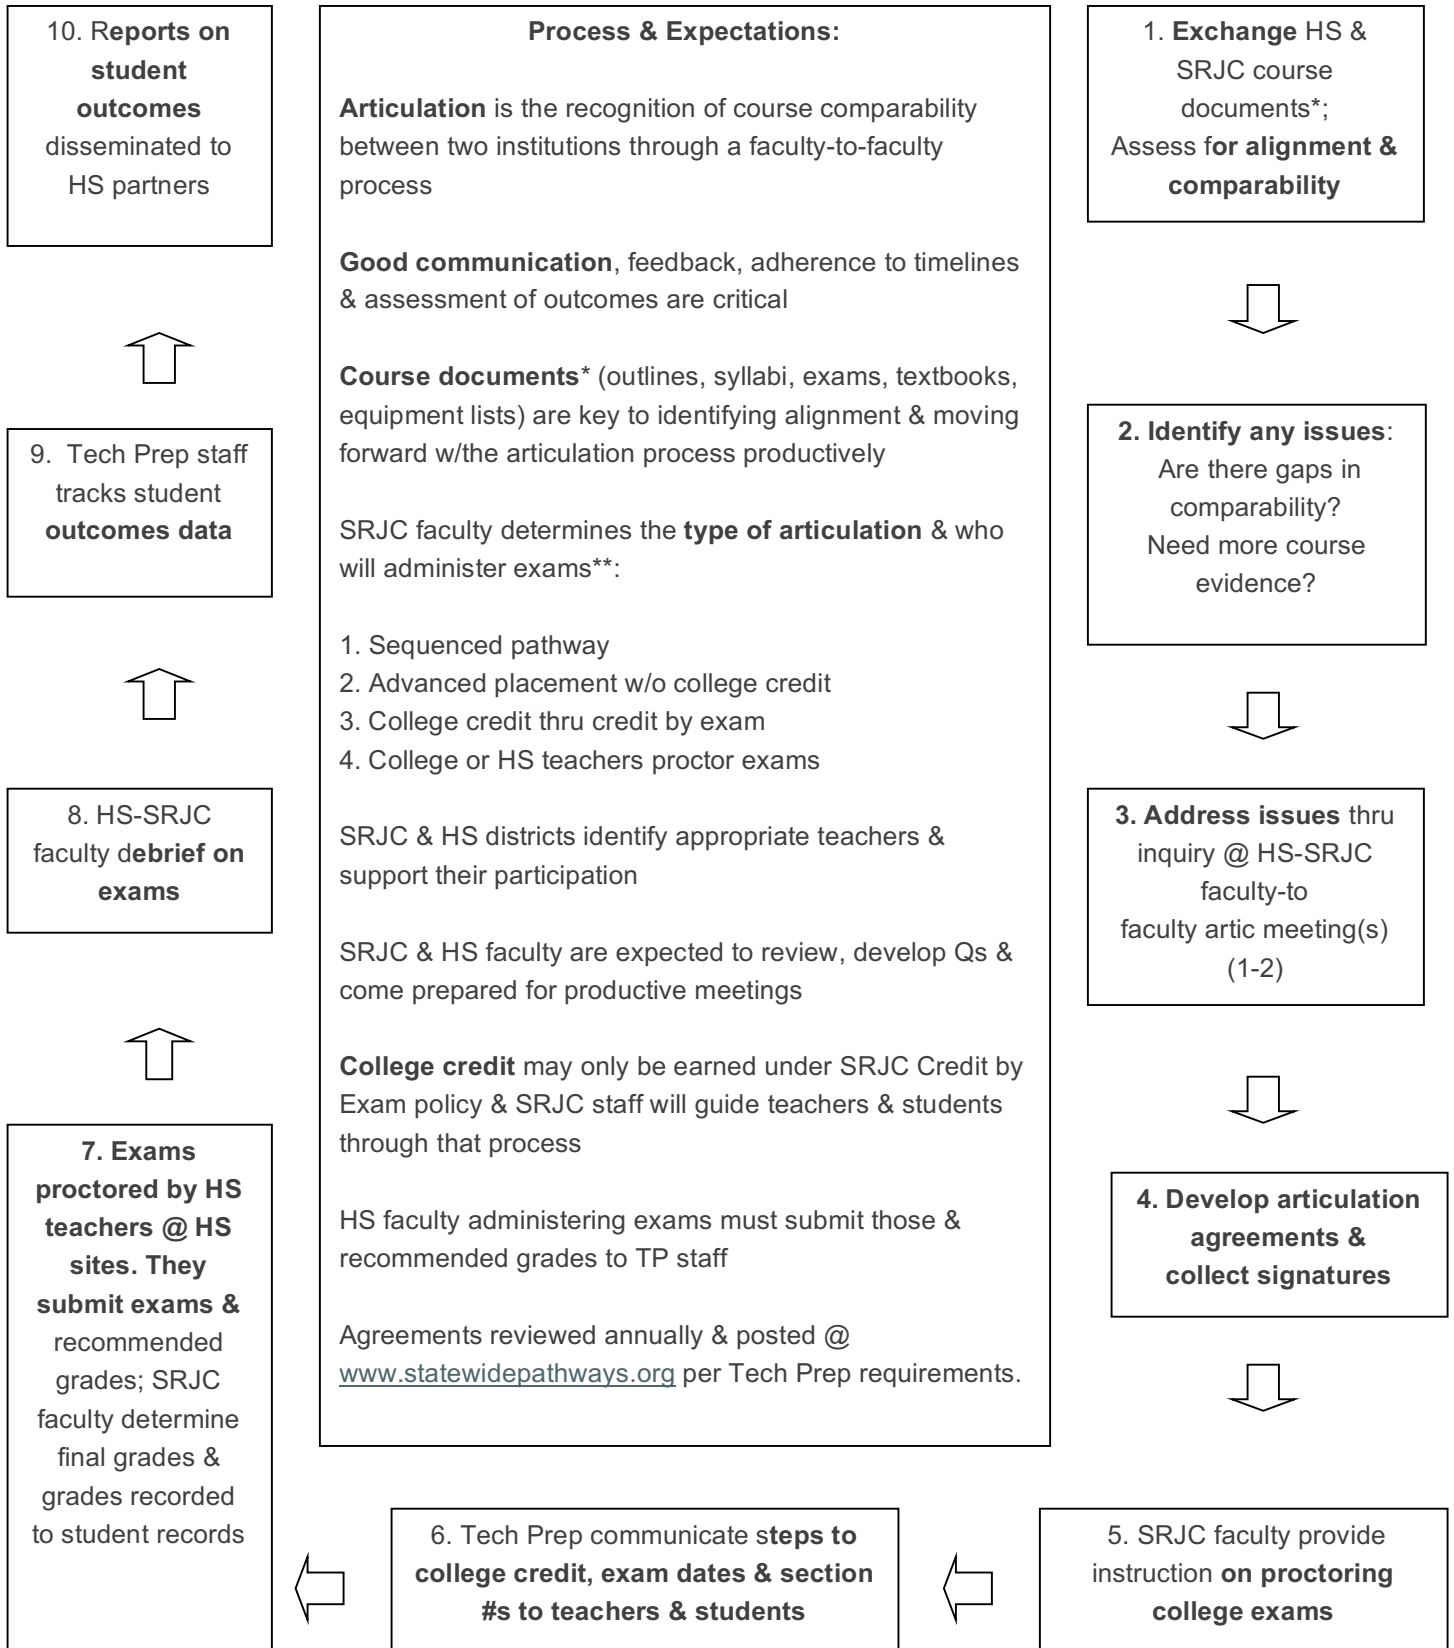 10. Reports on
student
outcomes
disseminated to
HS partners
Process & Expectations:
Articulation is the recognition of course comparability
between two institutions through a faculty-to-faculty
process
Good communication, feedback, adherence to timelines
& assessment of outcomes are critical
Course documents* (outlines, syllabi, exams, textbooks,
equipment lists) are key to identifying alignment & moving
forward w/the articulation process productively
SRJC faculty determines the type of articulation & who
will administer exams**:
1. Sequenced pathway
2. Advanced placement w/o college credit
3. College credit thru credit by exam
4. College or HS teachers proctor exams
SRJC & HS districts identify appropriate teachers &
support their participation
SRJC & HS faculty are expected to review, develop Qs &
come prepared for productive meetings
College credit may only be earned under SRJC Credit by
Exam policy & SRJC staff will guide teachers & students
through that process
HS faculty administering exams must submit those &
recommended grades to TP staff
Agreements reviewed annually & posted @
www.statewidepathways.org per Tech Prep requirements.
1. Exchange HS &
SRJC course
documents*;
Assess for alignment &
comparability
2. Identify any issues:
Are there gaps in
comparability?
Need more course
evidence?
3. Address issues thru
inquiry @ HS-SRJC
faculty-to
faculty artic meeting(s)
(1-2)
4. Develop articulation
agreements &
collect signatures
5. SRJC faculty provide
instruction on proctoring
college exams
6. Tech Prep communicate steps to
college credit, exam dates & section
#s to teachers & students
7. Exams
proctored by HS
teachers @ HS
sites. They
submit exams &
recommended
grades; SRJC
faculty determine
final grades &
grades recorded
to student records
8. HS-SRJC
faculty debrief on
exams
9. Tech Prep staff
tracks student
outcomes data